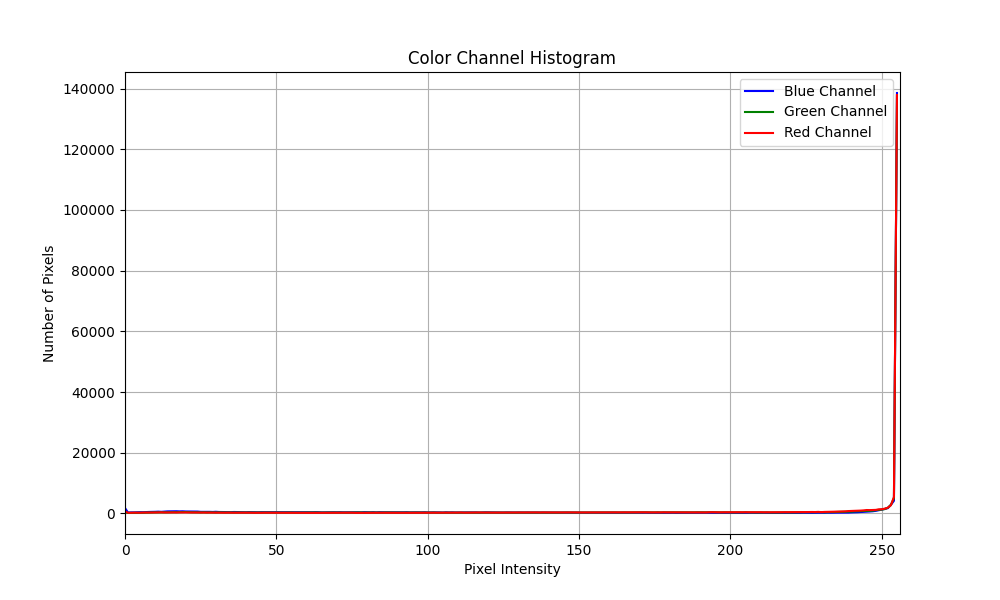 Color Channel Histogram
Blue Channel
Green Channel
Red Channel
140000
120000
100000
80000
60000
40000
20000
0
Number of Pixels
0 50 100 150 200 250
Pixel Intensity